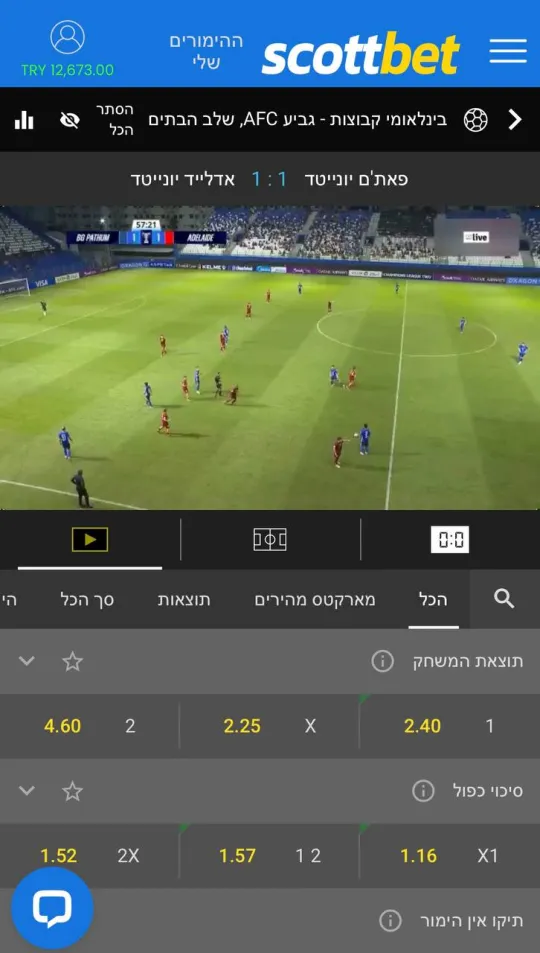 ההימורים
שלי
scottbet
TRY 12,673.00
בינלאומי קבוצות - גביע AFC, שלב הבתים
הסתר
הכל
פאת'ם יונייטד 1 : 1 אדלייד יונייטד
57:21
BG PATHUM 1 1 ADELAIDE
live
VISA
0:0
הכל
מארקטס מהירים
תוצאות
סך הכל
הי
תוצאת המשחק
1 2.40
X 2.25
2 4.60
סיכוי כפול
X1 1.16
1 2 1.57
2X 1.52
תיקו אין הימור